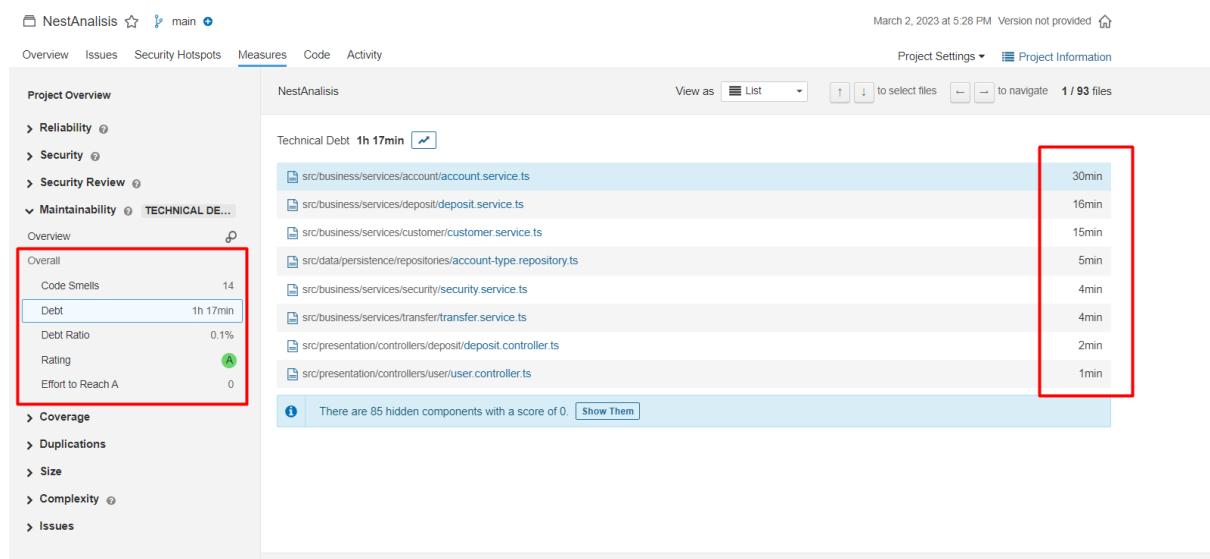 NestAnalisis main March 2, 2023 at 5:28 PM Version not provided
Overview Issues Security Hotspots Measures Code Activity Project Settings Project Information
Project Overview
Reliability
Security
Security Review
Maintainability TECHNICAL DE...
Overview
Overall
Code Smells 14
Debt 1h 17min
Debt Ratio 0.1%
Rating A
Effort to Reach A 0
Coverage
Duplications
Size
Complexity
Issues
NestAnalisis View as List ↑ ↓ to select files ← → to navigate 1 / 93 files
Technical Debt 1h 17min
src/business/services/account/account.service.ts 30min
src/business/services/deposit/deposit.service.ts 16min
src/business/services/customer/customer.service.ts 15min
src/data/persistence/repositories/account-type.repository.ts 5min
src/business/services/security/security.service.ts 4min
src/business/services/transfer/transfer.service.ts 4min
src/presentation/controllers/deposit/deposit.controller.ts 2min
src/presentation/controllers/user/user.controller.ts 1min
There are 85 hidden components with a score of 0. Show Them